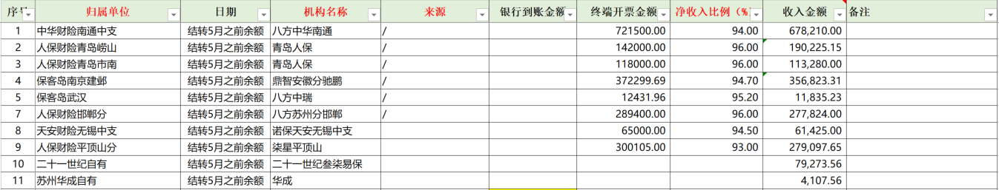 序号 归属单位 日期 机构名称 来源 银行到账金额 终端开票金额 净收入比例（%） 收入金额 备注
1 中华财险南通中支 结转5月之前余额 八方中华南通 / 721500.00 94.00 678,210.00
2 人保财险青岛崂山 结转5月之前余额 青岛人保 / 142000.00 96.00 190,225.15
3 人保财险青岛市南 结转5月之前余额 青岛人保 / 118000.00 96.00 113,280.00
4 保客岛南京建邺 结转5月之前余额 鼎智安徽分驰鹏 / 372299.69 94.70 356,823.31
5 保客岛武汉 结转5月之前余额 八方中瑞 / 12431.96 95.20 11,835.23
7 人保财险邯郸分 结转5月之前余额 八方苏州分邯郸 / 289400.00 96.00 277,824.00
8 天安财险无锡中支 结转5月之前余额 诺保天安无锡中支 65000.00 94.50 61,425.00
9 人保财险平顶山分 结转5月之前余额 柒星平顶山 300105.00 93.00 279,097.65
10 二十一世纪自有 结转5月之前余额 二十一世纪叁柒易保 79,273.56
11 苏州华成自有 结转5月之前余额 华成 4,107.56